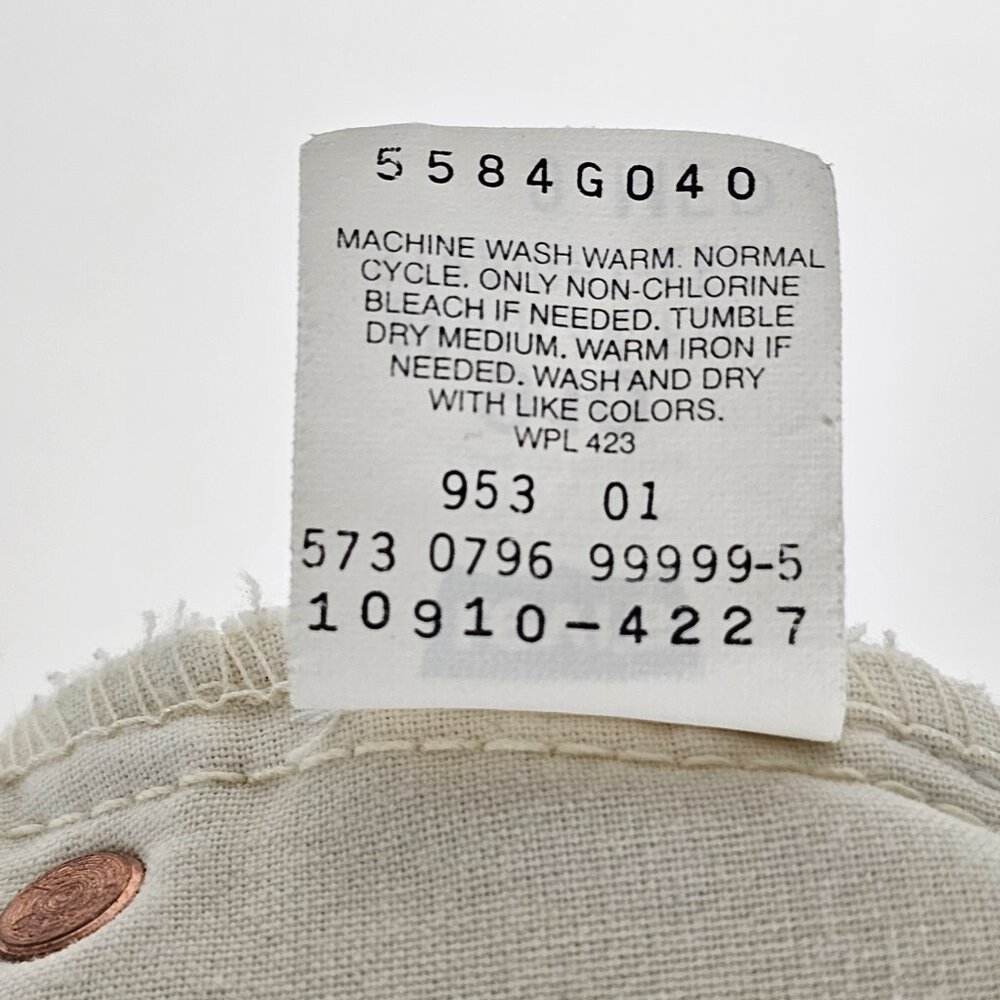 5584G040
MACHINE WASH WARM. NORMAL
CYCLE. ONLY NON-CHLORINE
BLEACH IF NEEDED. TUMBLE
DRY MEDIUM. WARM IRON IF
NEEDED. WASH AND DRY
WITH LIKE COLORS.
WPL 423
953 01
573 0796 99999-5
10910-4227